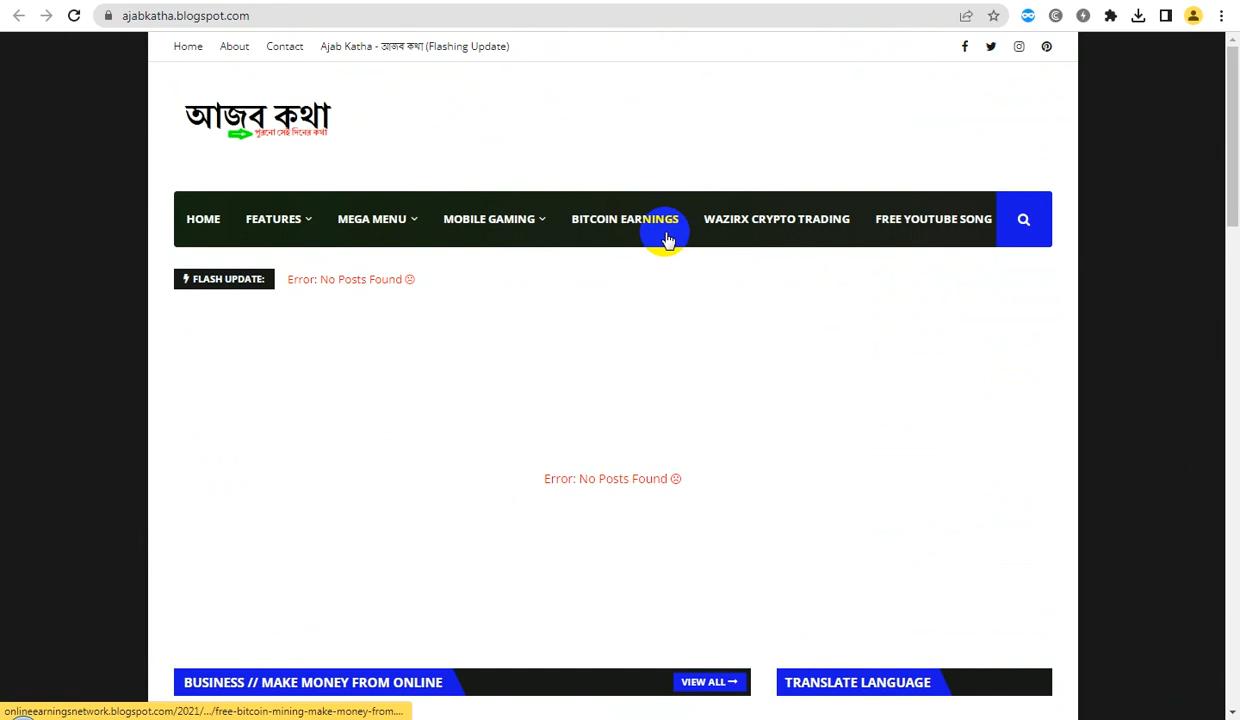 ajabkatha.blogspot.com
Home About Contact Ajab Katha - আজব কথা (Flashing Update)
আজব কথা
পুরনো সেই দিনের কথা
HOME FEATURES MEGA MENU MOBILE GAMING BITCOIN EARNINGS WAZIRX CRYPTO TRADING FREE YOUTUBE SONG
FLASH UPDATE: Error: No Posts Found ☹
Error: No Posts Found ☹
BUSINESS // MAKE MONEY FROM ONLINE VIEW ALL → TRANSLATE LANGUAGE
onlineearningsnetwork.blogspot.com/2021/.../free-bitcoin-mining-make-money-from....